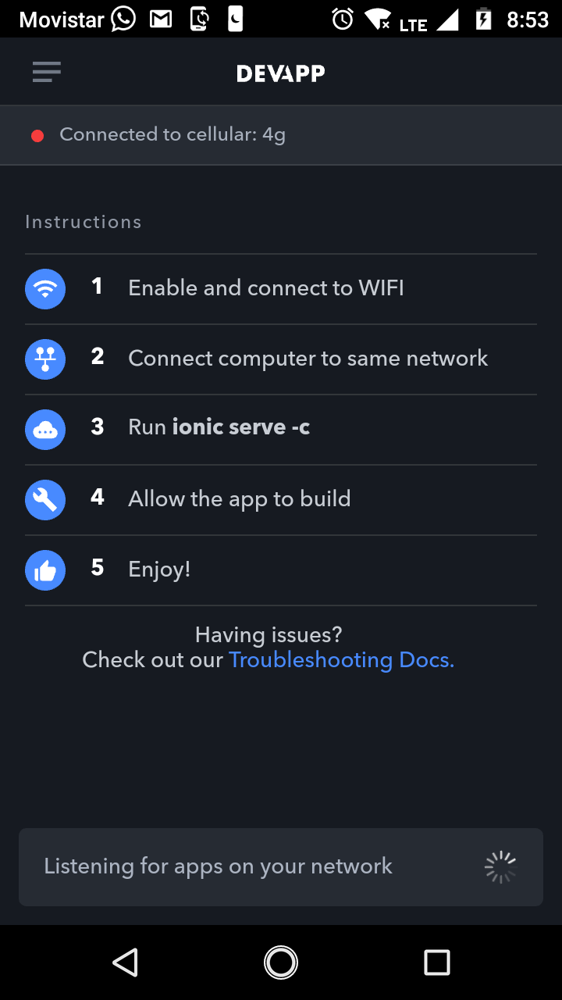 Movistar LTE 8:53
DEVAPP
Connected to cellular: 4g
Instructions
1 Enable and connect to WIFI
2 Connect computer to same network
3 Run ionic serve -c
4 Allow the app to build
5 Enjoy!
Having issues?
Check out our Troubleshooting Docs.
Listening for apps on your network